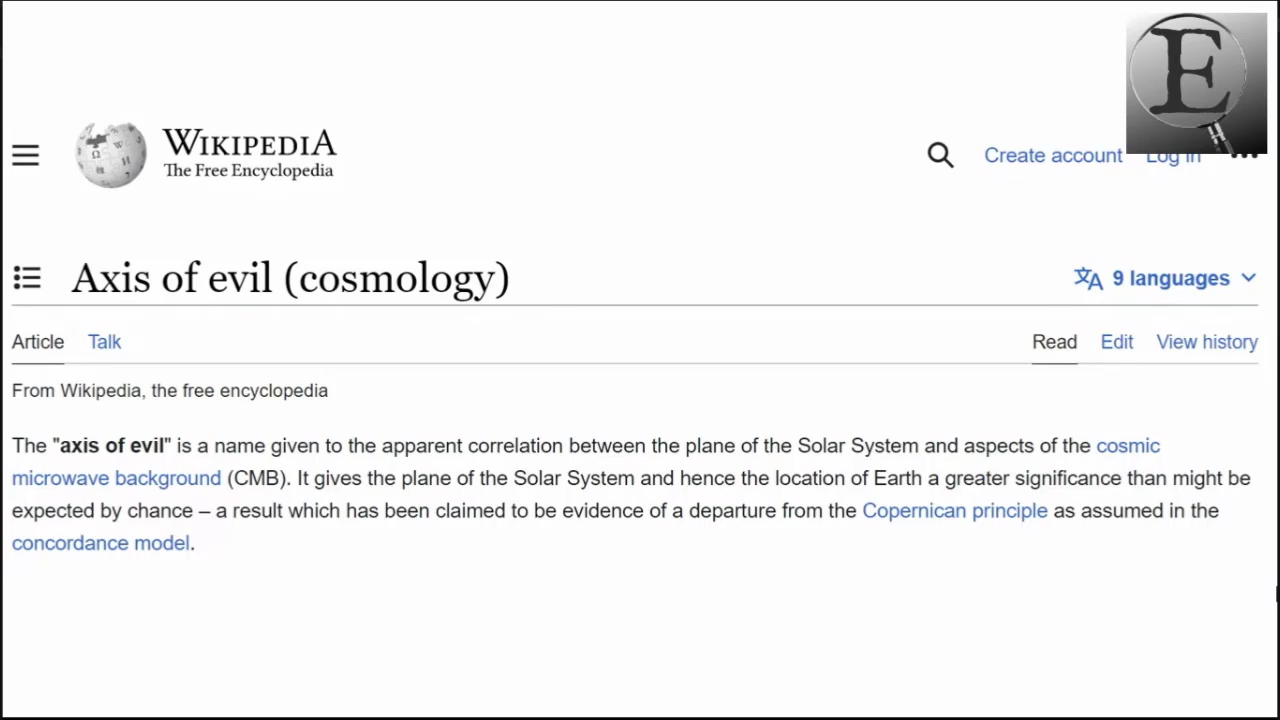 E
WIKIPEDIA
The Free Encyclopedia
Create account Log in
Axis of evil (cosmology)
9 languages
Article Talk Read Edit View history
From Wikipedia, the free encyclopedia
The "axis of evil" is a name given to the apparent correlation between the plane of the Solar System and aspects of the cosmic
microwave background (CMB). It gives the plane of the Solar System and hence the location of Earth a greater significance than might be
expected by chance – a result which has been claimed to be evidence of a departure from the Copernican principle as assumed in the
concordance model.